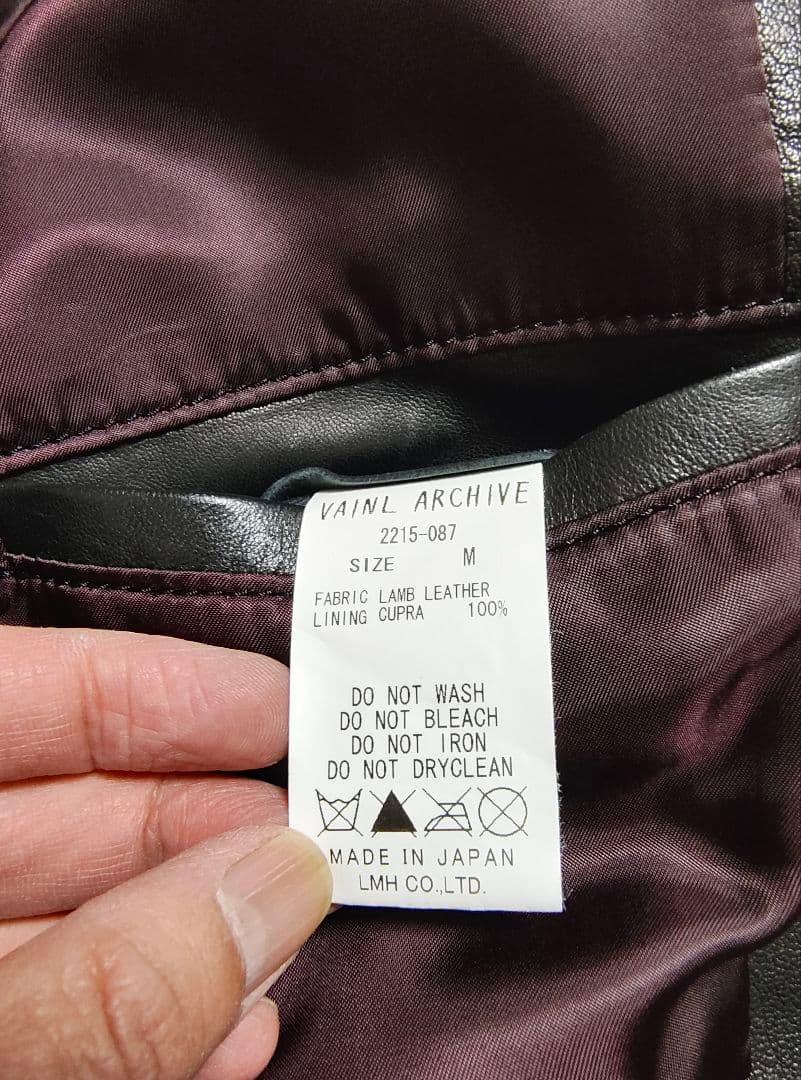 VAINL ARCHIVE
2215-087
SIZE M
FABRIC LAMB LEATHER
LINING CUPRA 100%
DO NOT WASH
DO NOT BLEACH
DO NOT IRON
DO NOT DRYCLEAN
MADE IN JAPAN
LMH CO.,LTD.